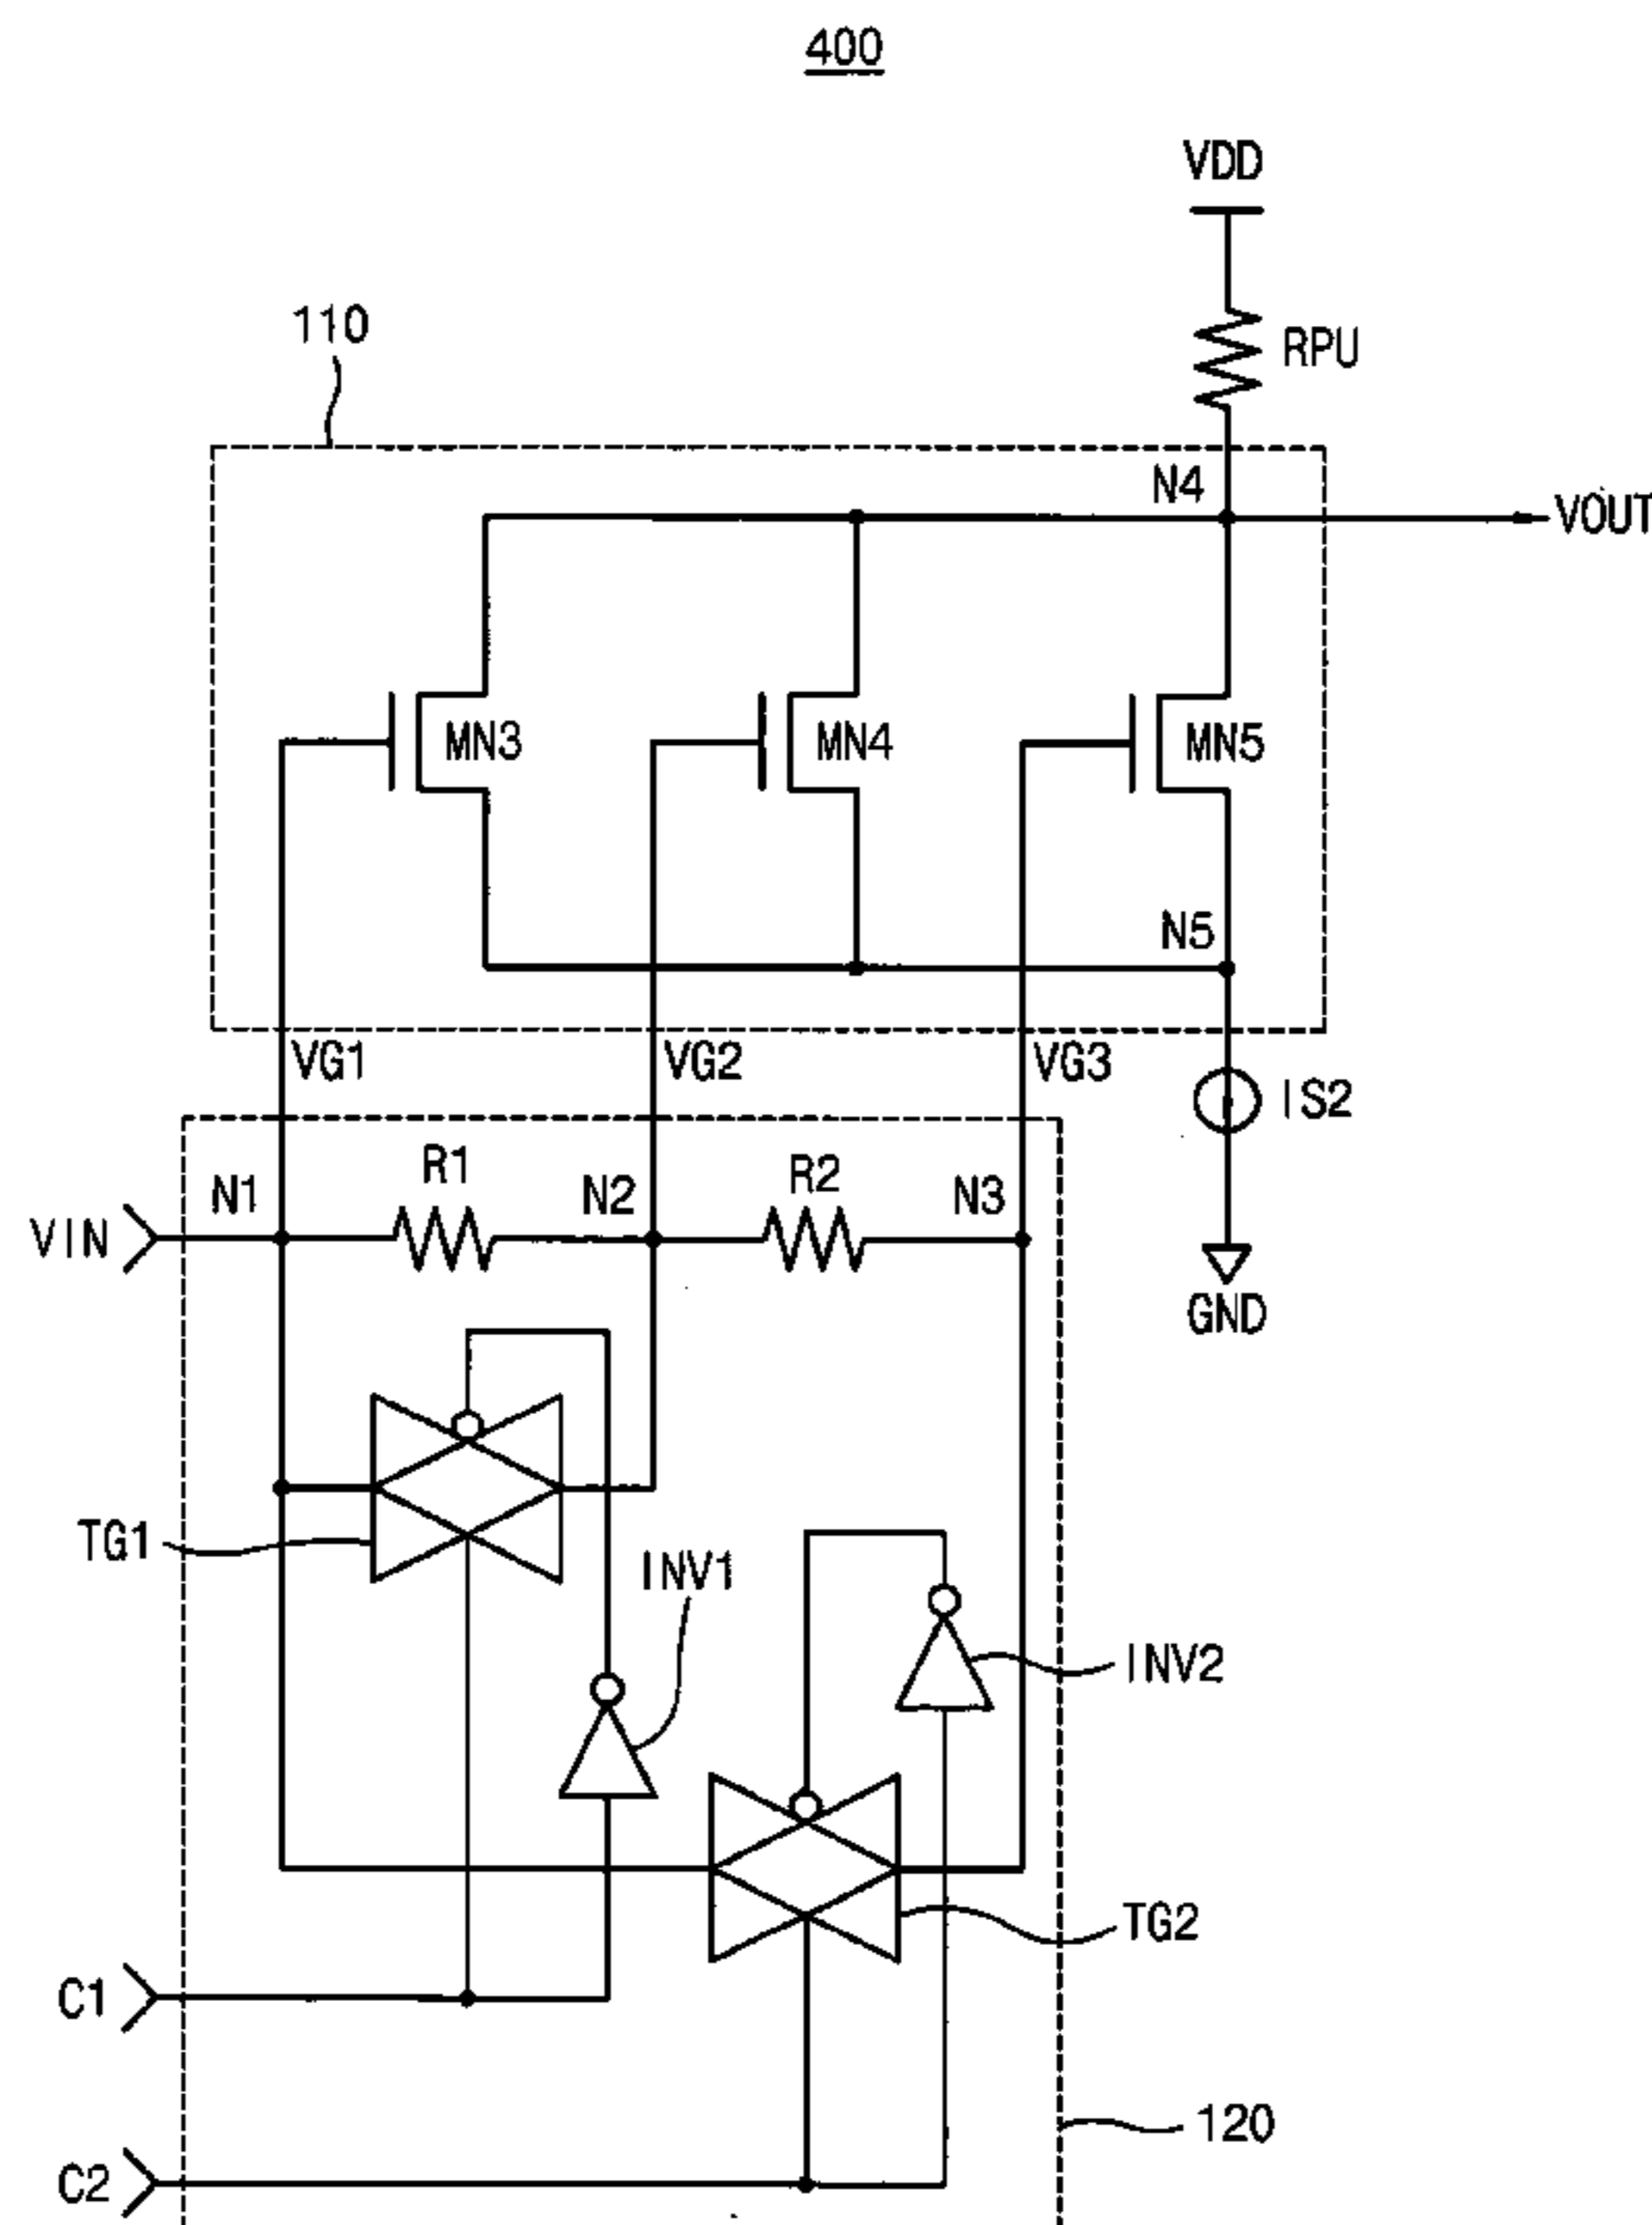 400
VDD
110
RPU
N4
VOUT
MN3
MN4
MN5
N5
VG1
VG2
VG3
IS2
R1
R2
N1
N2
N3
VIN
GND
TG1
INV1
INV2
TG2
C1
120
C2